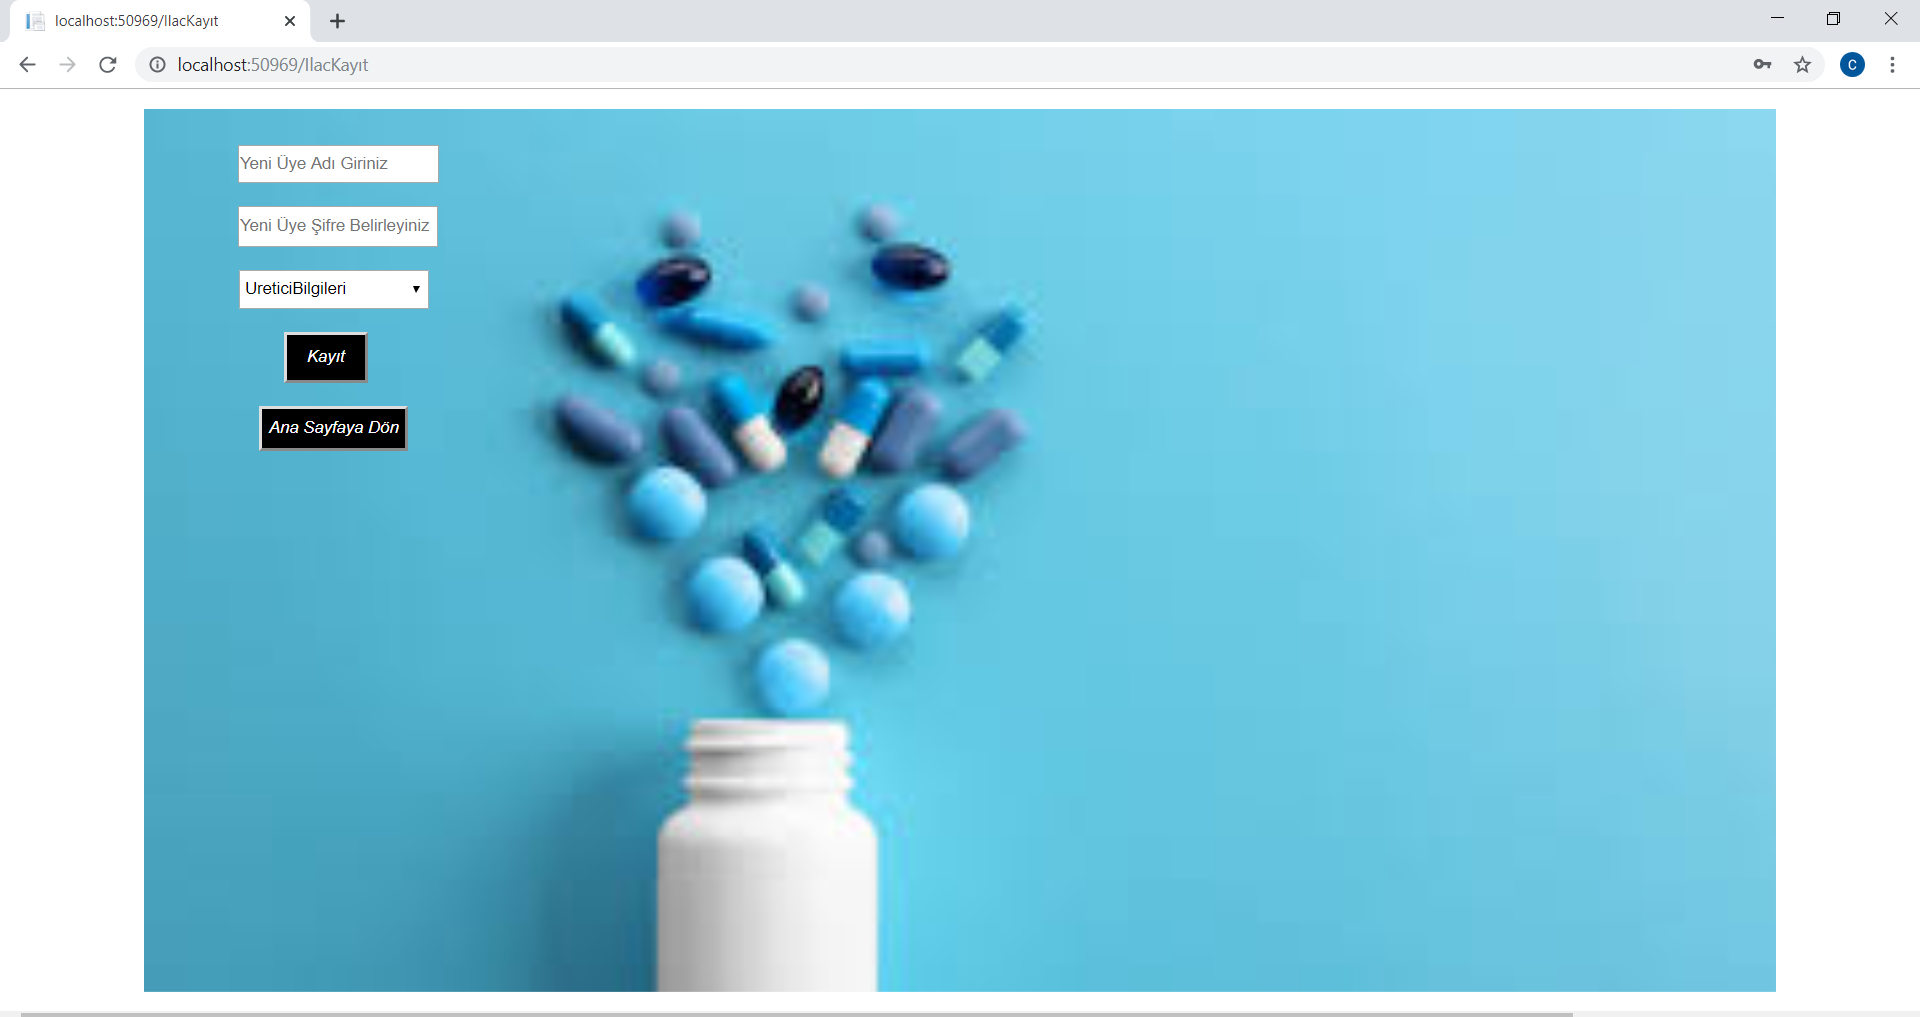 localhost:50969/IlacKayıt
localhost:50969/IlacKayıt
C
Yeni Üye Adı Giriniz
Yeni Üye Şifre Belirleyiniz
UreticiBilgileri
Kayıt
Ana Sayfaya Dön